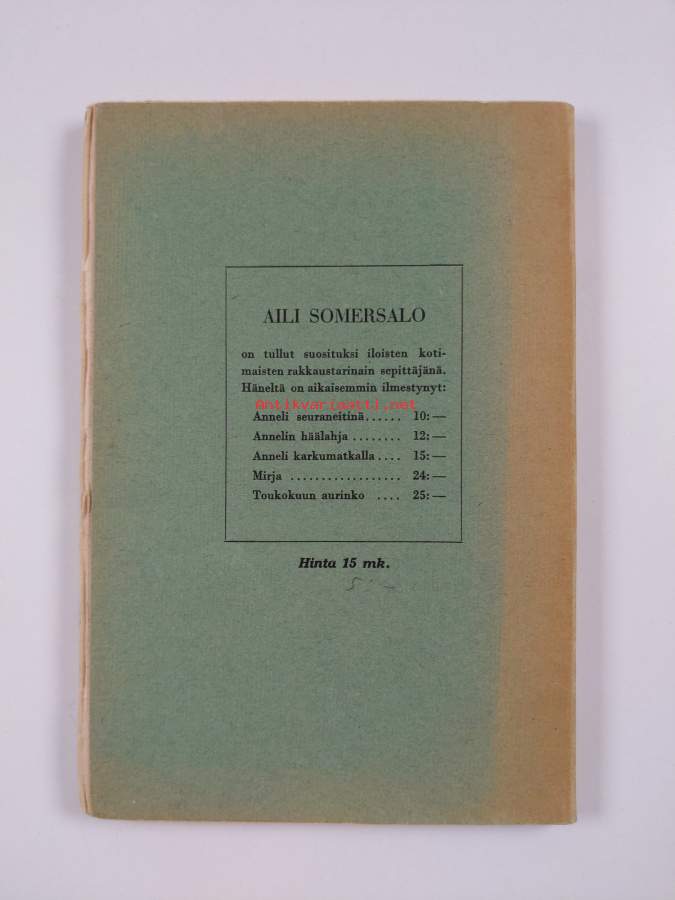 AILI SOMERSALO
on tullut suosituksi iloisten koti-
maisten rakkaustarinain sepittäjänä.
Häneltä on aikaisemmin ilmestynyt:
Antikvariaatti.net
Anneli seuraneitinä...... 10:—
Annelin häälahja ........ 12:—
Anneli karkumatkalla .... 15:—
Mirja .................. 24:—
Toukokuun aurinko .... 25:—
Hinta 15 mk.
5:-